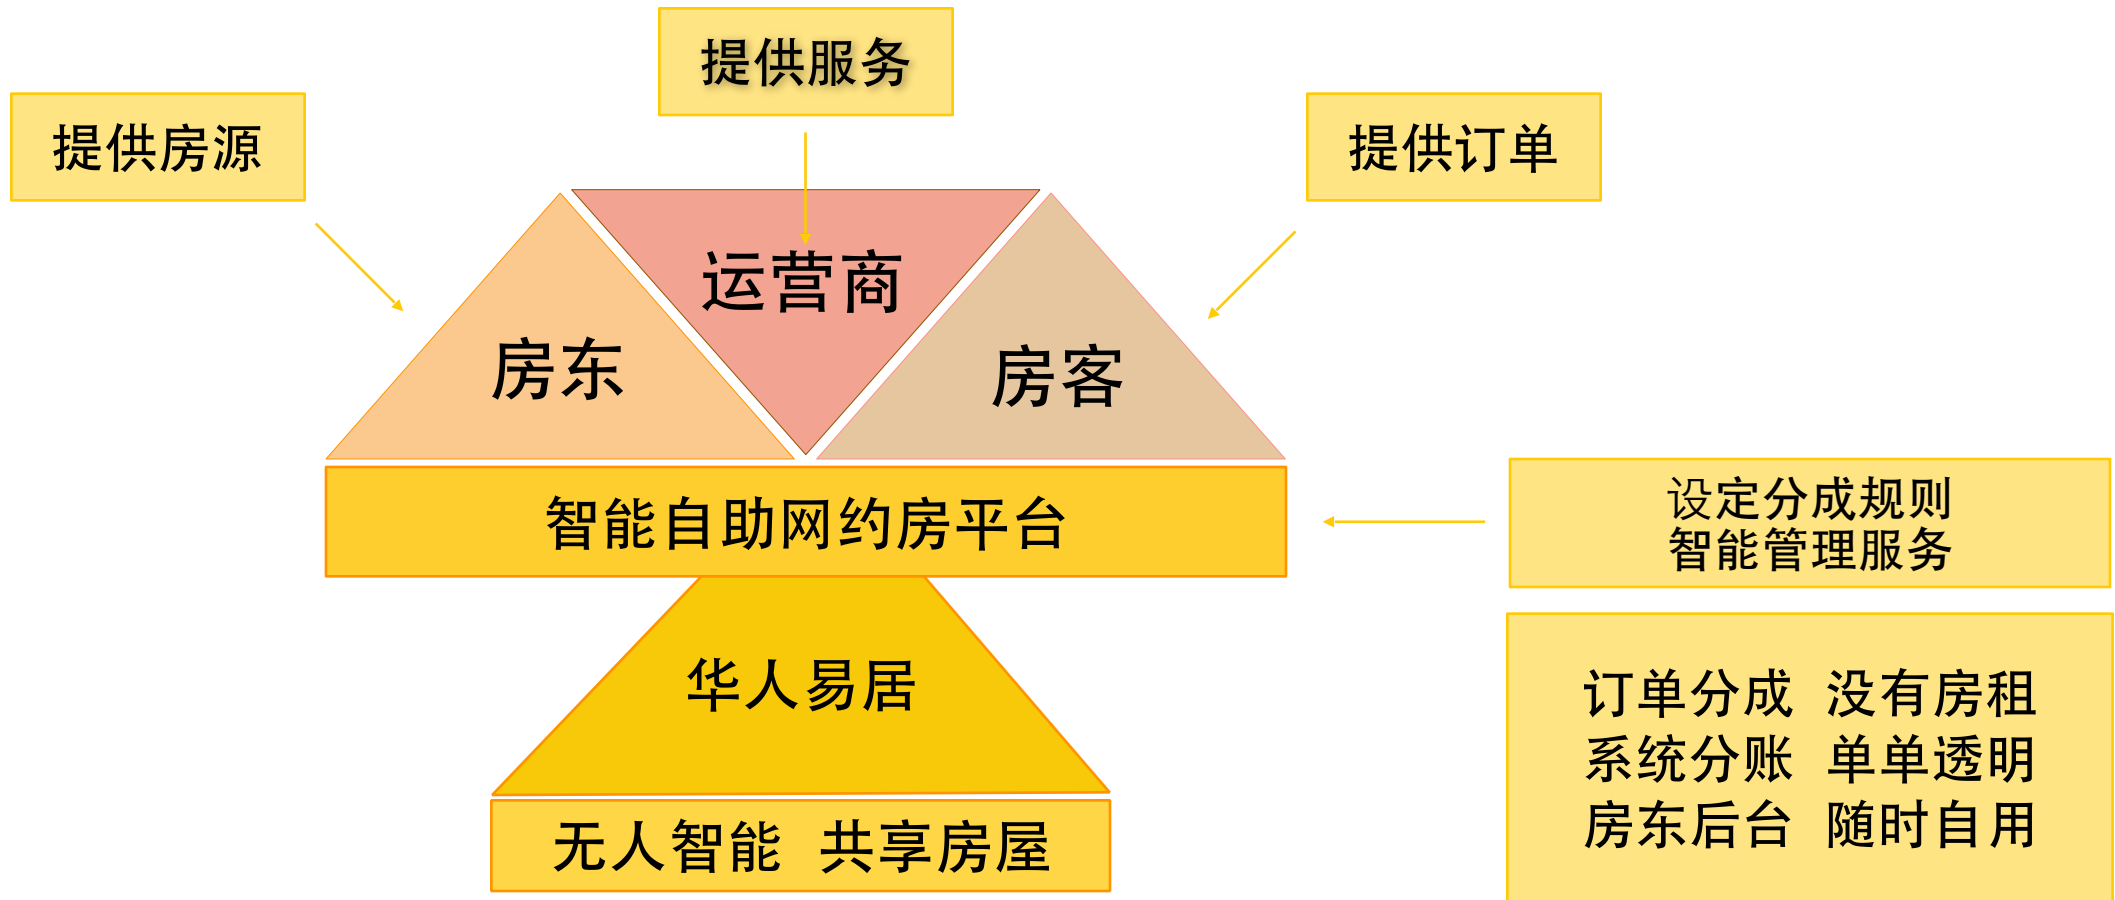 提供服务
提供房源
提供订单
运营商
房东
房客
智能自助网约房平台
设定分成规则
智能管理服务
华人易居
订单分成 没有房租
系统分账 单单透明
房东后台 随时自用
无人智能 共享房屋